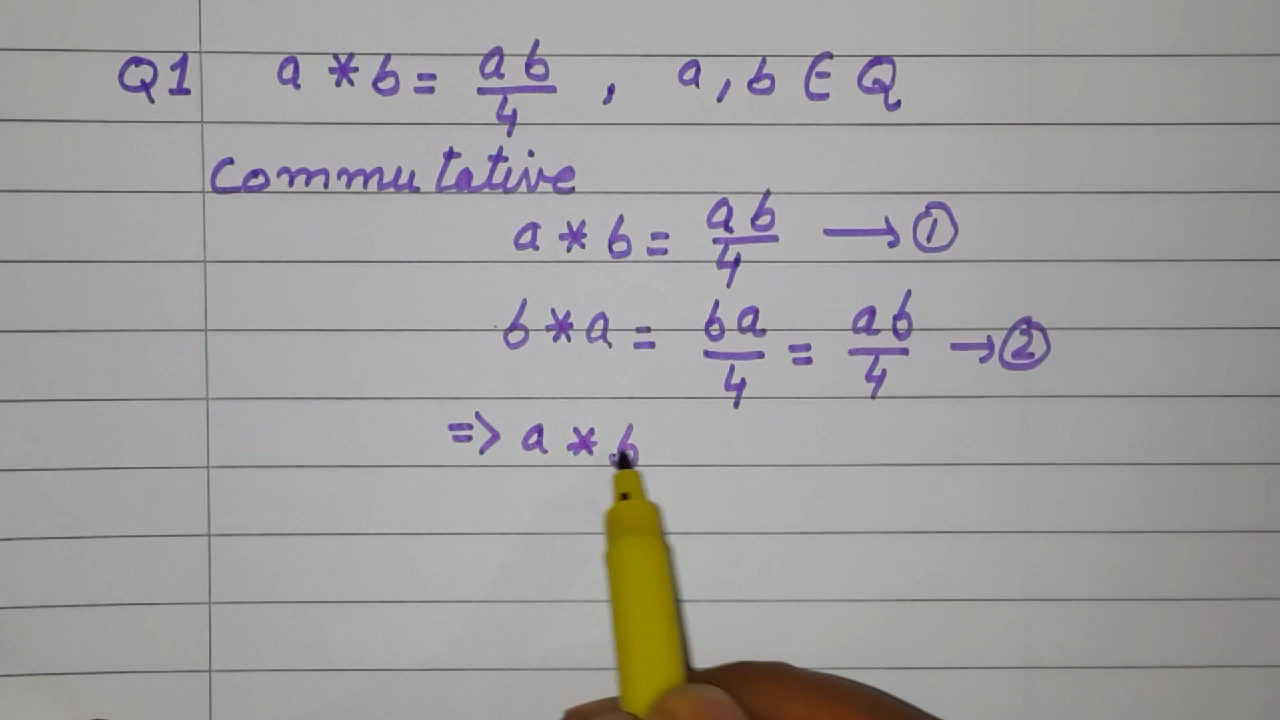 Q1 a * b = ab/4 , a, b ∈ Q
Commutative
a * b = ab/4 → ①
b * a = ba/4 = ab/4 → ②
=> a * b